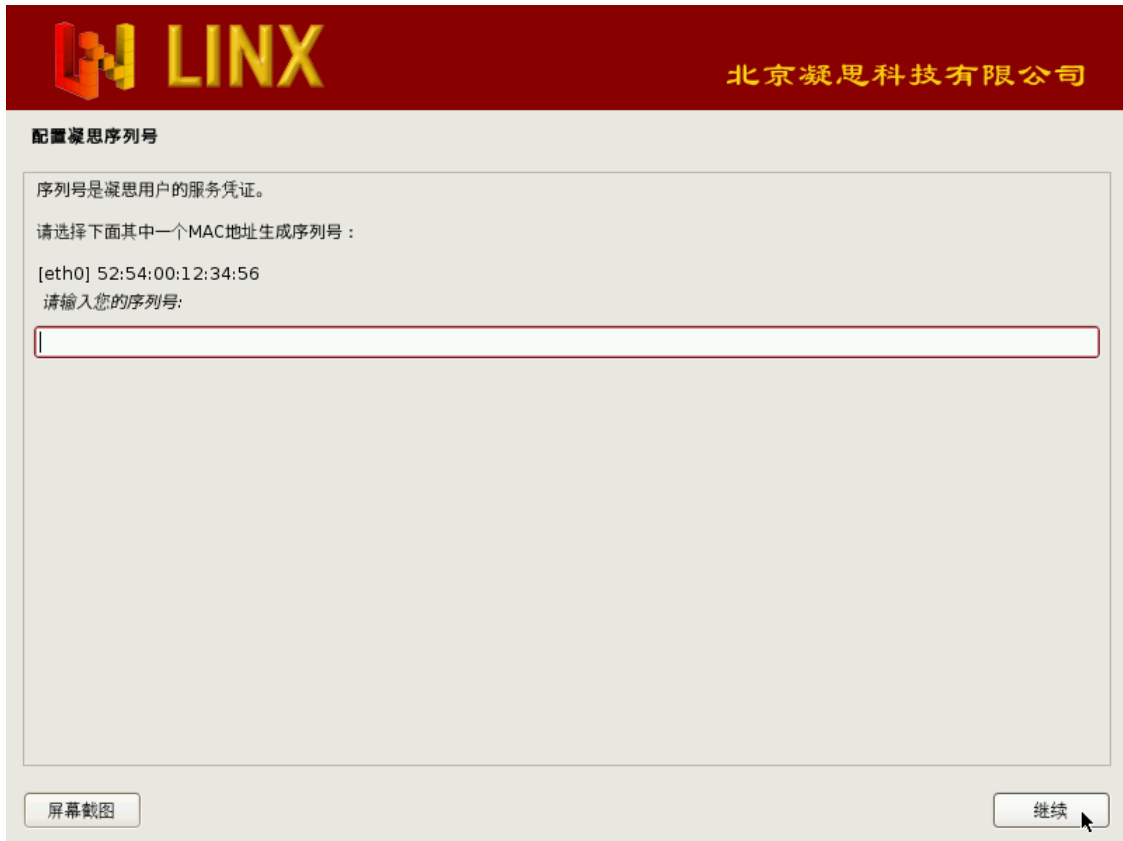 LINX
北京凝思科技有限公司
配置凝思序列号
序列号是凝思用户的服务凭证。
请选择下面其中一个MAC地址生成序列号：
[eth0] 52:54:00:12:34:56
请输入您的序列号:
屏幕截图
继续